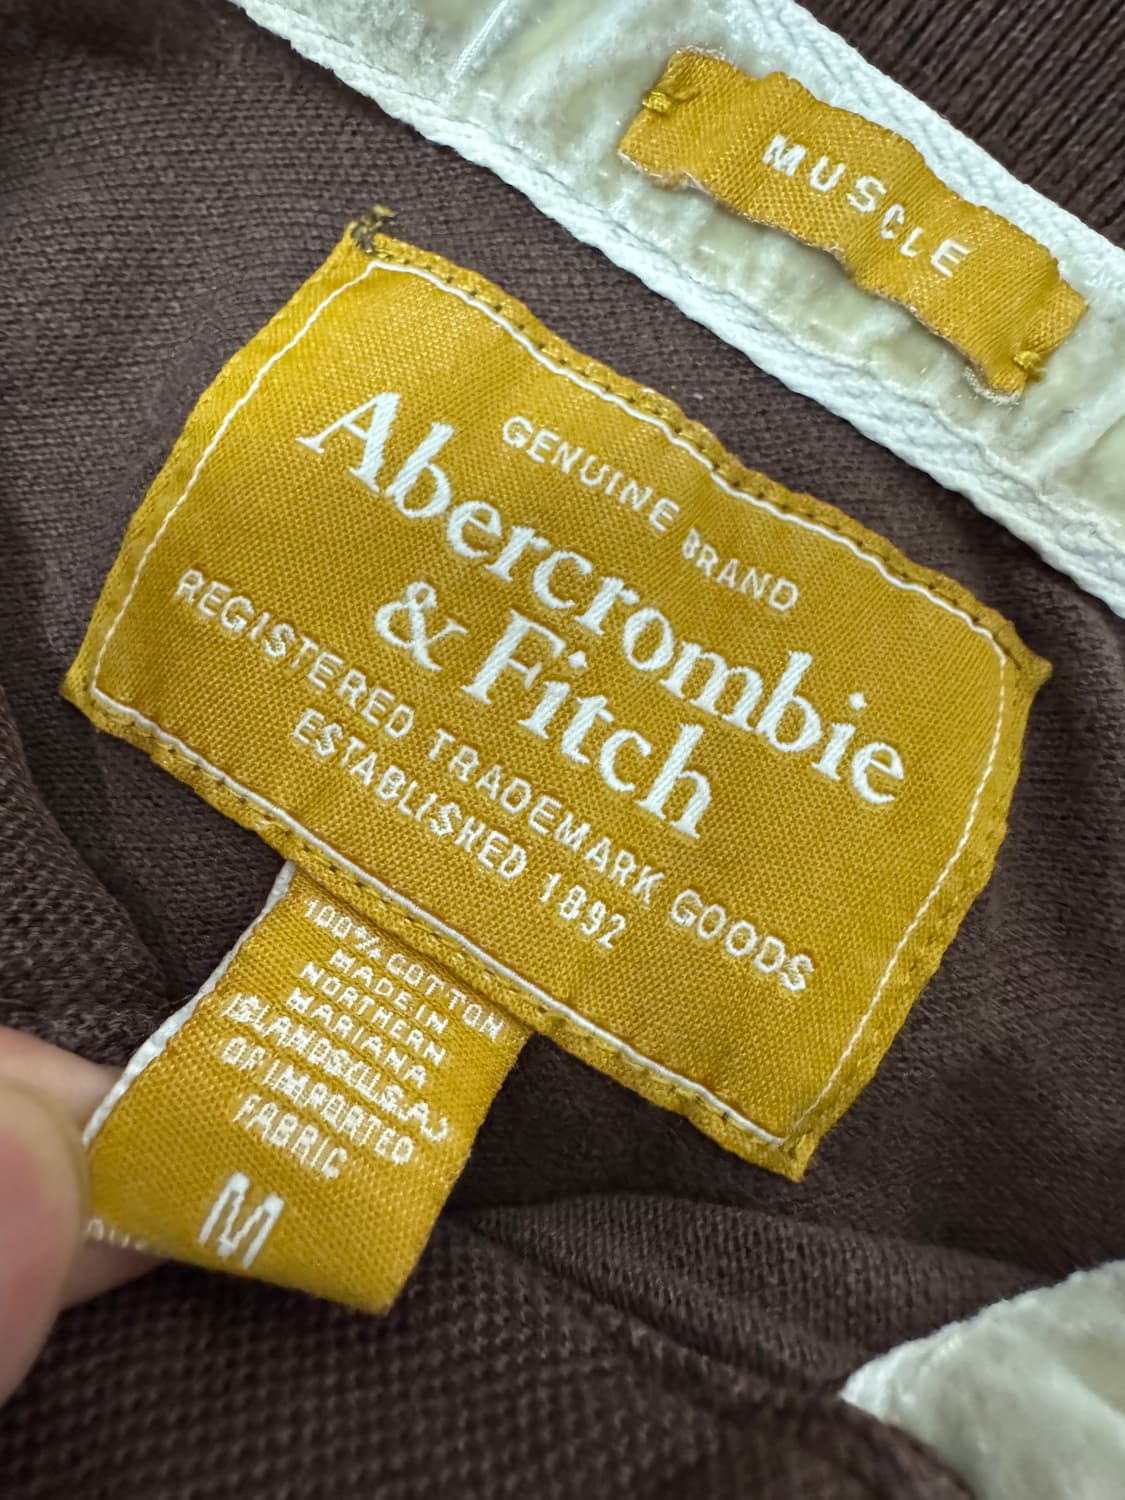 MUSCLE
GENUINE BRAND
Abercrombie
& Fitch
REGISTERED TRADEMARK GOODS
ESTABLISHED 1892
100% COTTON
MADE IN
NORTHERN
MARIANA
ISLANDS(U.S.A.)
OF IMPORTED
FABRIC
M